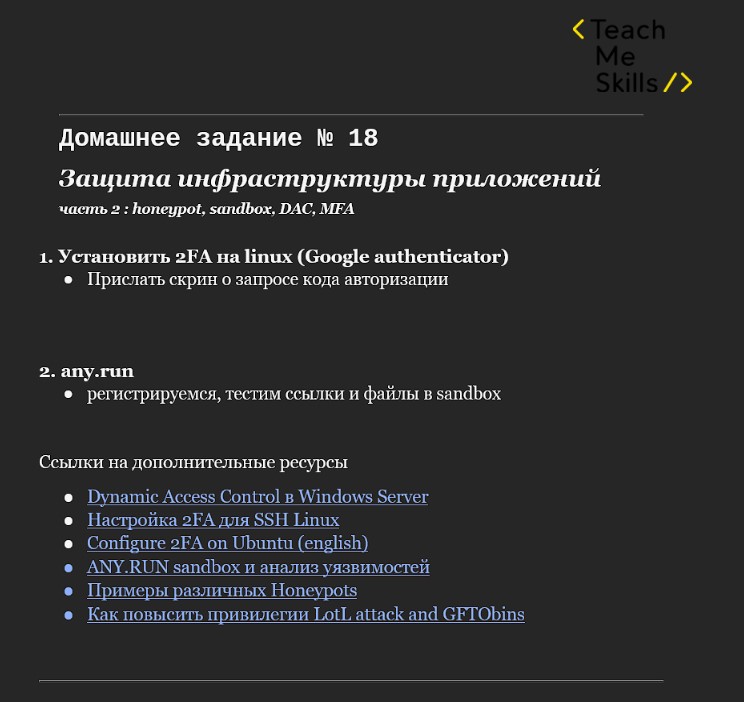 <Teach
Me
Skills/>
Домашнее задание № 18
Защита инфраструктуры приложений
часть 2 : honeypot, sandbox, DAC, MFA
1. Установить 2FA на linux (Google authenticator)
● Прислать скрин о запросе кода авторизации
2. any.run
● регистрируемся, тестим ссылки и файлы в sandbox
Ссылки на дополнительные ресурсы
● Dynamic Access Control в Windows Server
● Настройка 2FA для SSH Linux
● Configure 2FA on Ubuntu (english)
● ANY.RUN sandbox и анализ уязвимостей
● Примеры различных Honeypots
● Как повысить привилегии LotL attack and GFTObins